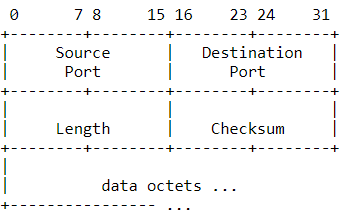 0      7 8     15 16    23 24    31
+--------+--------+--------+--------+
|     Source      |   Destination   |
|      Port       |      Port       |
+--------+--------+--------+--------+
|                 |                 |
|     Length      |    Checksum     |
+--------+--------+--------+--------+
|
|          data octets ...
+---------------- ...